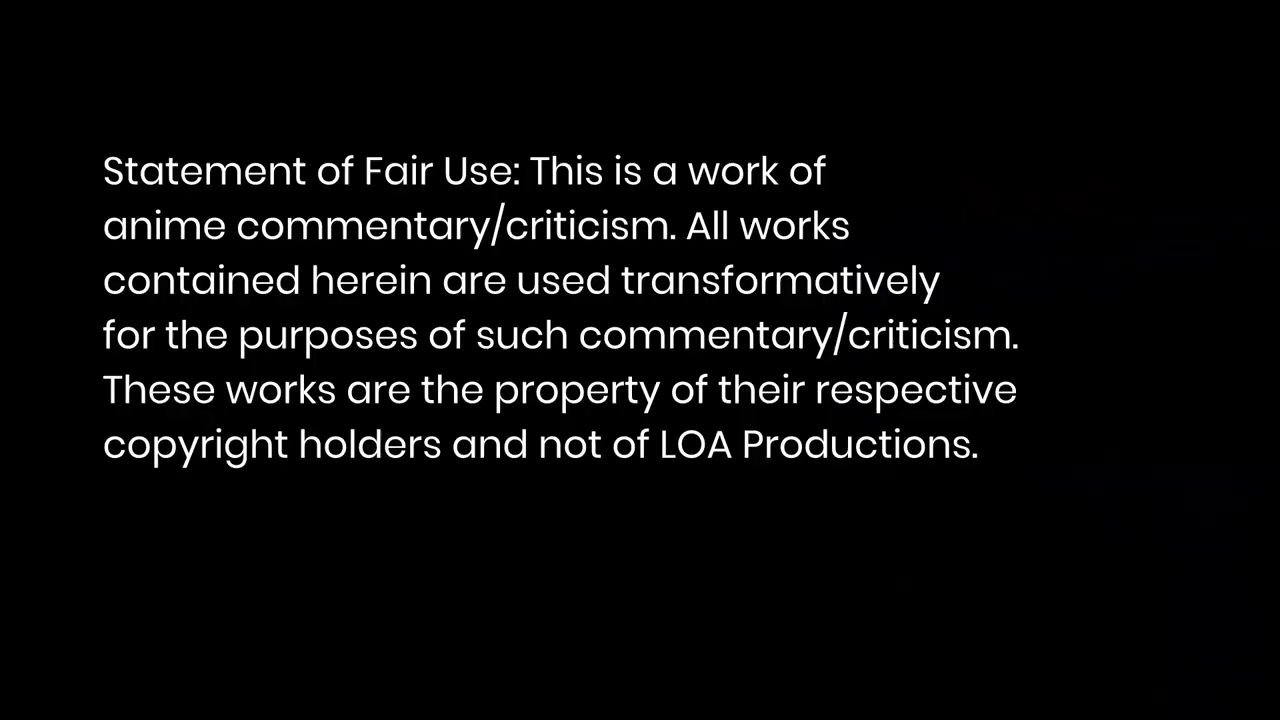 Statement of Fair Use: This is a work of
anime commentary/criticism. All works
contained herein are used transformatively
for the purposes of such commentary/criticism.
These works are the property of their respective
copyright holders and not of LOA Productions.